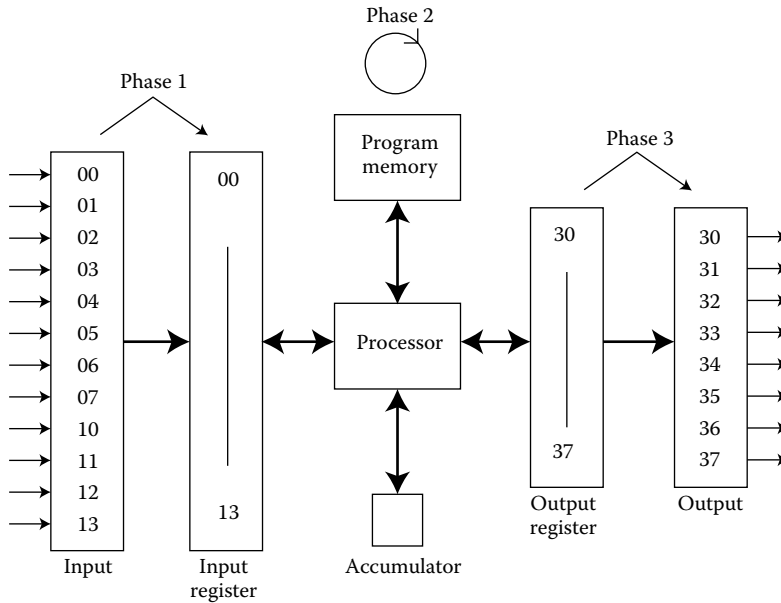 Phase 2
Phase 1
Program
memory
Phase 3
00
01
02
03
04
05
06
07
10
11
12
13
Input
00
13
Input
register
Processor
Accumulator
30
37
Output
register
30
31
32
33
34
35
36
37
Output